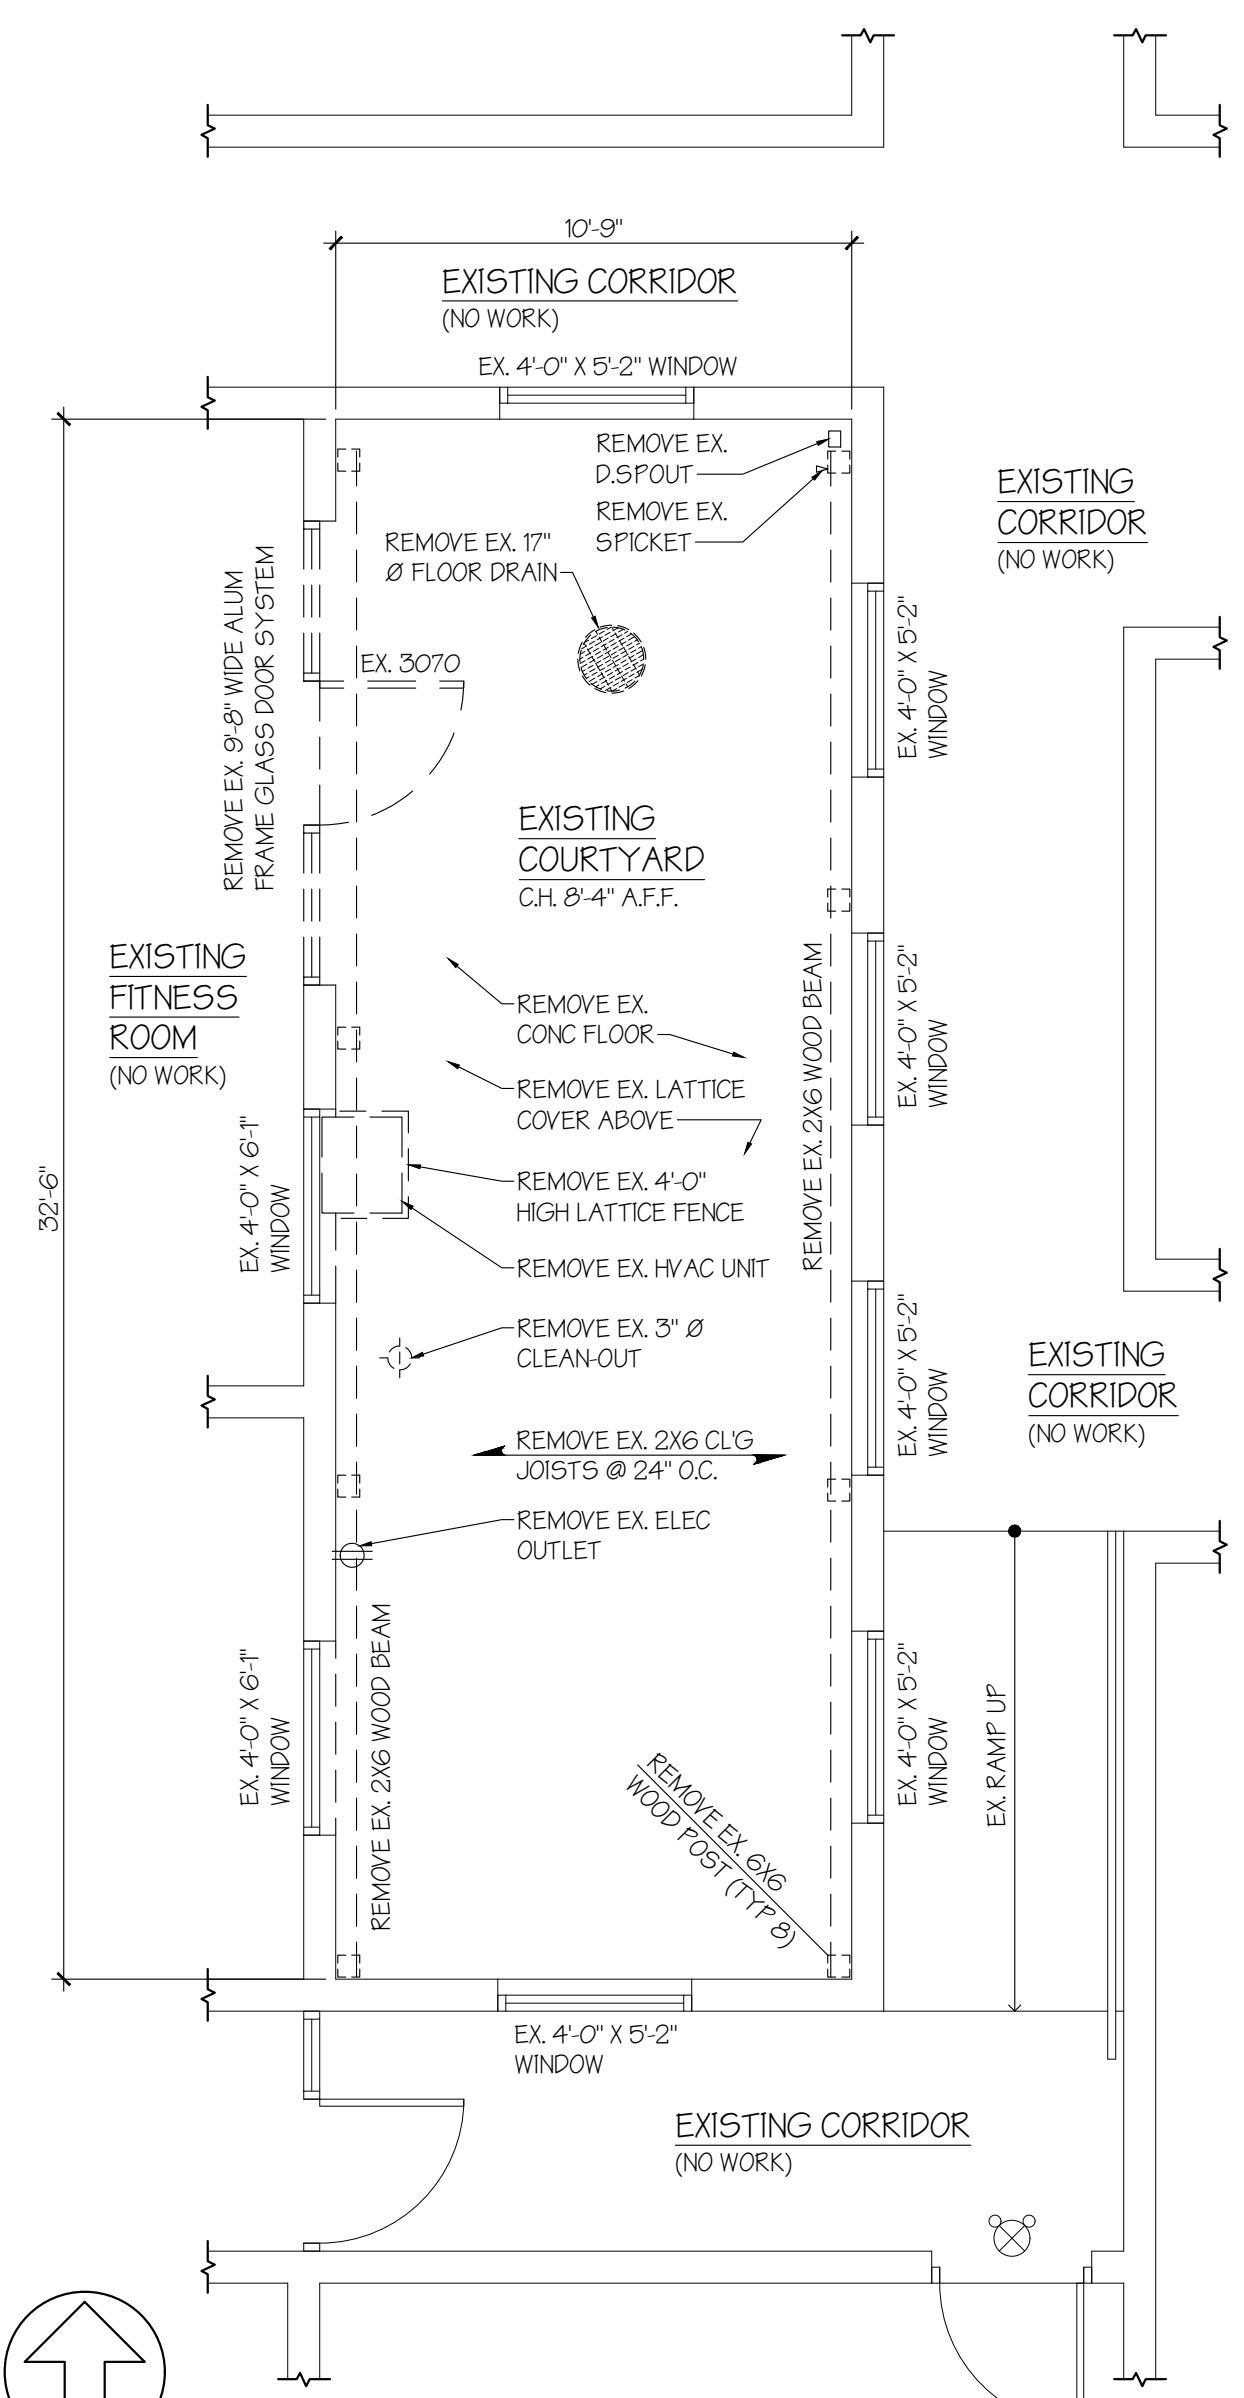 10'-9"
EXISTING CORRIDOR
(NO WORK)
EX. 4'-0" X 5'-2" WINDOW
REMOVE EX.
D.SPOUT
REMOVE EX.
SPICKET
EXISTING
CORRIDOR
(NO WORK)
REMOVE EX. 17"
Ø FLOOR DRAIN
REMOVE EX. 9'-8" WIDE ALUM
FRAME GLASS DOOR SYSTEM
EX. 3070
EX. 4'-0" X 5'-2"
WINDOW
EXISTING
COURTYARD
C.H. 8'-4" A.F.F.
EXISTING
FITNESS
ROOM
(NO WORK)
REMOVE EX.
CONC FLOOR
REMOVE EX. 2X6 WOOD BEAM
EX. 4'-0" X 5'-2"
WINDOW
REMOVE EX. LATTICE
COVER ABOVE
32'-6"
EX. 4'-0" X 6'-1"
WINDOW
REMOVE EX. 4'-0"
HIGH LATTICE FENCE
REMOVE EX. HVAC UNIT
REMOVE EX. 3" Ø
CLEAN-OUT
EX. 4'-0" X 5'-2"
WINDOW
EXISTING
CORRIDOR
(NO WORK)
REMOVE EX. 2X6 CL'G
JOISTS @ 24" O.C.
REMOVE EX. ELEC
OUTLET
EX. 4'-0" X 6'-1"
WINDOW
REMOVE EX. 2X6 WOOD BEAM
REMOVE EX. 6X6
WOOD POST (TYP 8)
EX. 4'-0" X 5'-2"
WINDOW
EX. RAMP UP
EX. 4'-0" X 5'-2"
WINDOW
EXISTING CORRIDOR
(NO WORK)